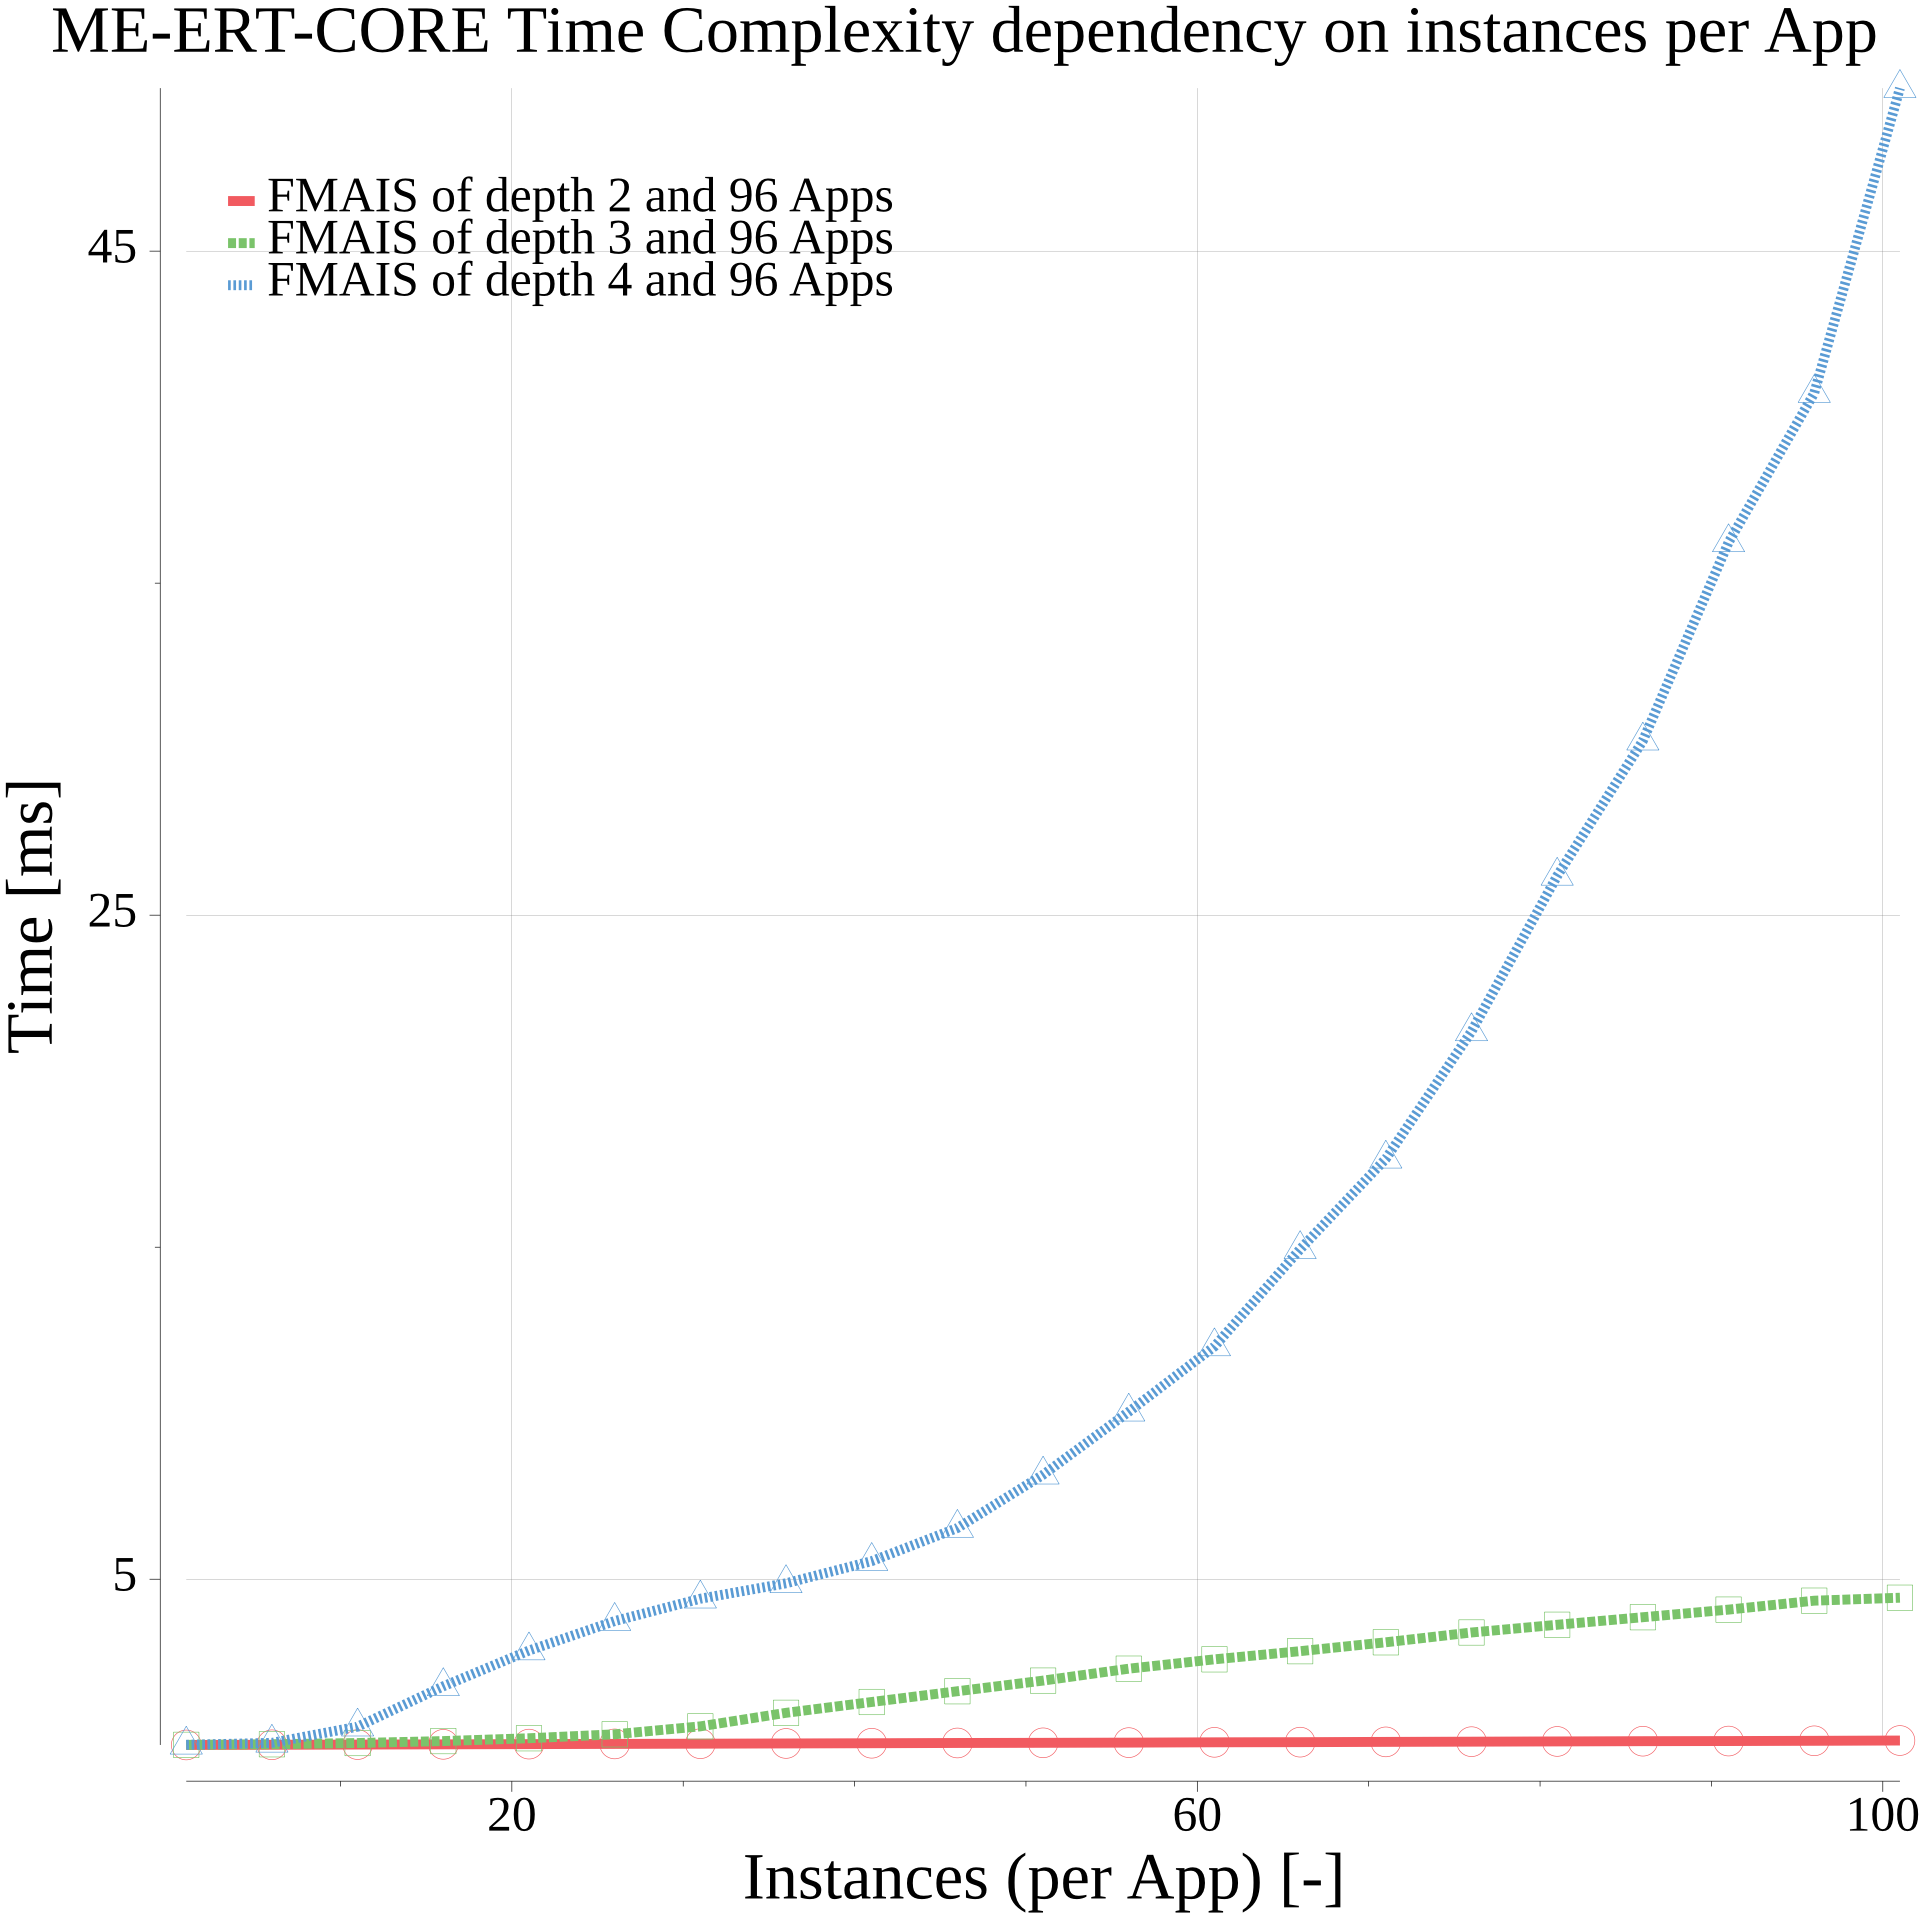 ME-ERT-CORE Time Complexity dependency on instances per App
FMAIS of depth 2 and 96 Apps
FMAIS of depth 3 and 96 Apps
FMAIS of depth 4 and 96 Apps
45
25
5
Time [ms]
20
60
100
Instances (per App) [-]